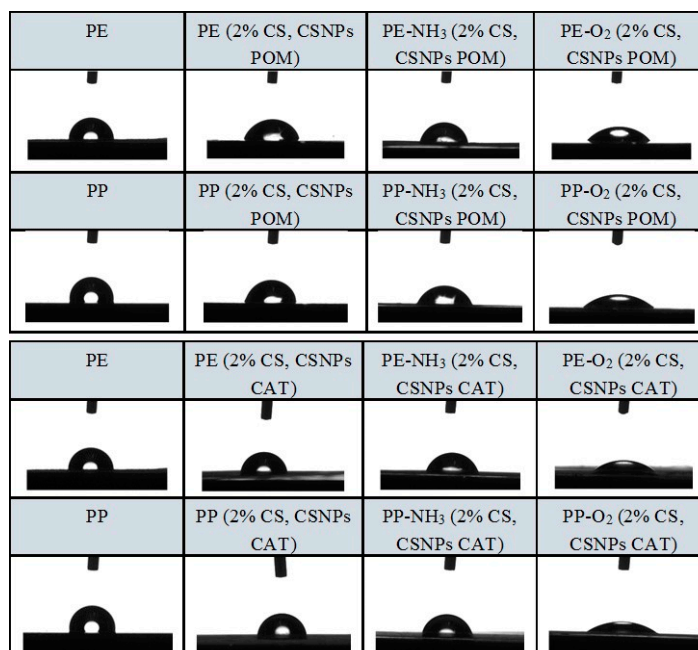 PE
PE (2% CS, CSNPs
POM)
PE-NH₃ (2% CS,
CSNPs POM)
PE-O₂ (2% CS,
CSNPs POM)
PP
PP (2% CS, CSNPs
POM)
PP-NH₃ (2% CS,
CSNPs POM)
PP-O₂ (2% CS,
CSNPs POM)
PE
PE (2% CS, CSNPs
CAT)
PE-NH₃ (2% CS,
CSNPs CAT)
PE-O₂ (2% CS,
CSNPs CAT)
PP
PP (2% CS, CSNPs
CAT)
PP-NH₃ (2% CS,
CSNPs CAT)
PP-O₂ (2% CS,
CSNPs CAT)